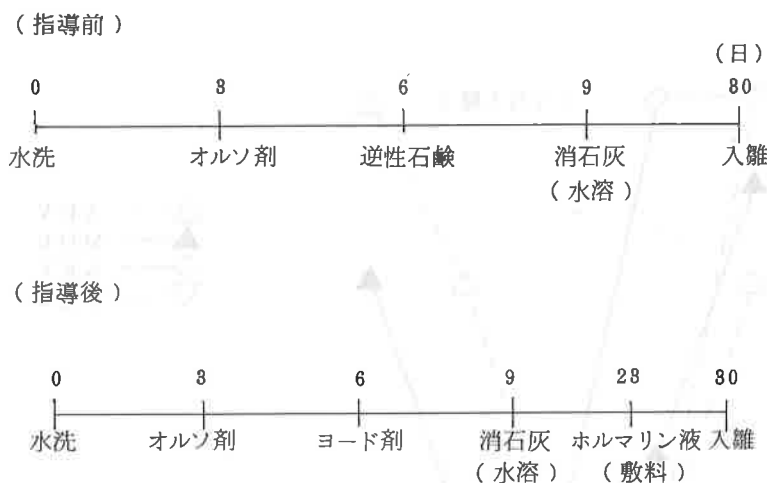 （指導前）
（日）
0 3 6 9 30
水洗 オルソ剤 逆性石鹸 消石灰 入雛
（水溶）
（指導後）
0 3 6 9 23 30
水洗 オルソ剤 ヨード剤 消石灰 ホルマリン液 入雛
（水溶） （敷料）